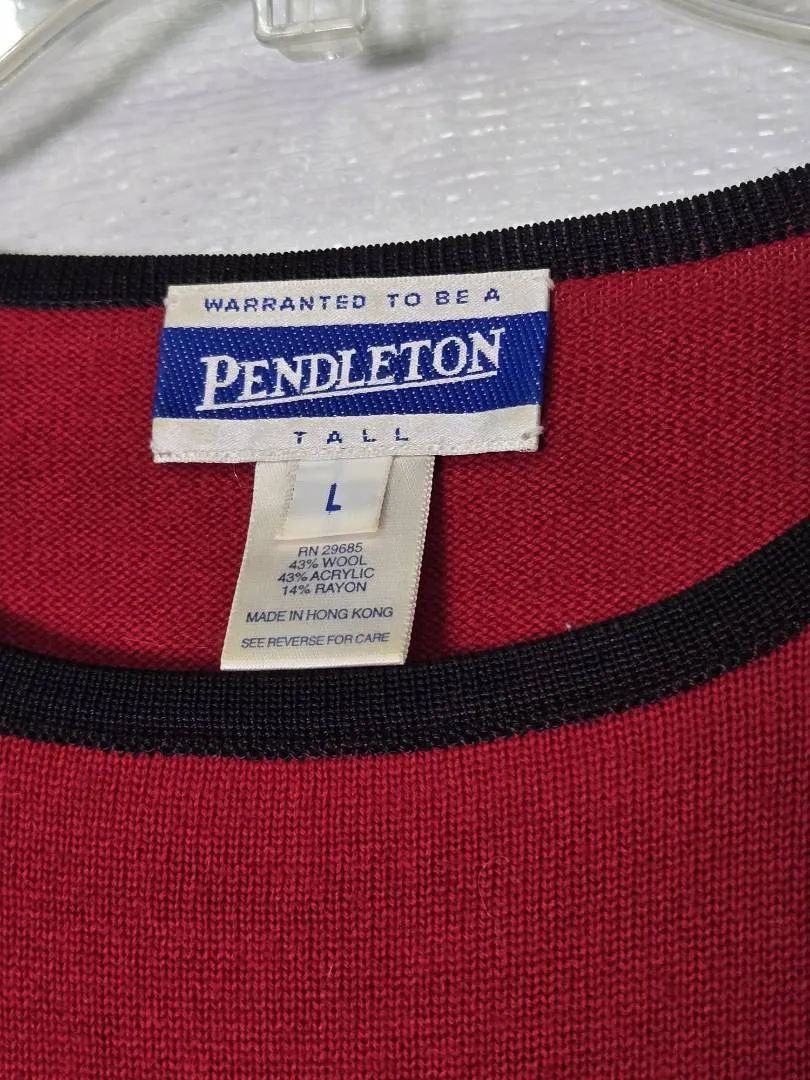 WARRANTED TO BE A
PENDLETON
TALL
L
RN 29685
43% WOOL
43% ACRYLIC
14% RAYON
MADE IN HONG KONG
SEE REVERSE FOR CARE